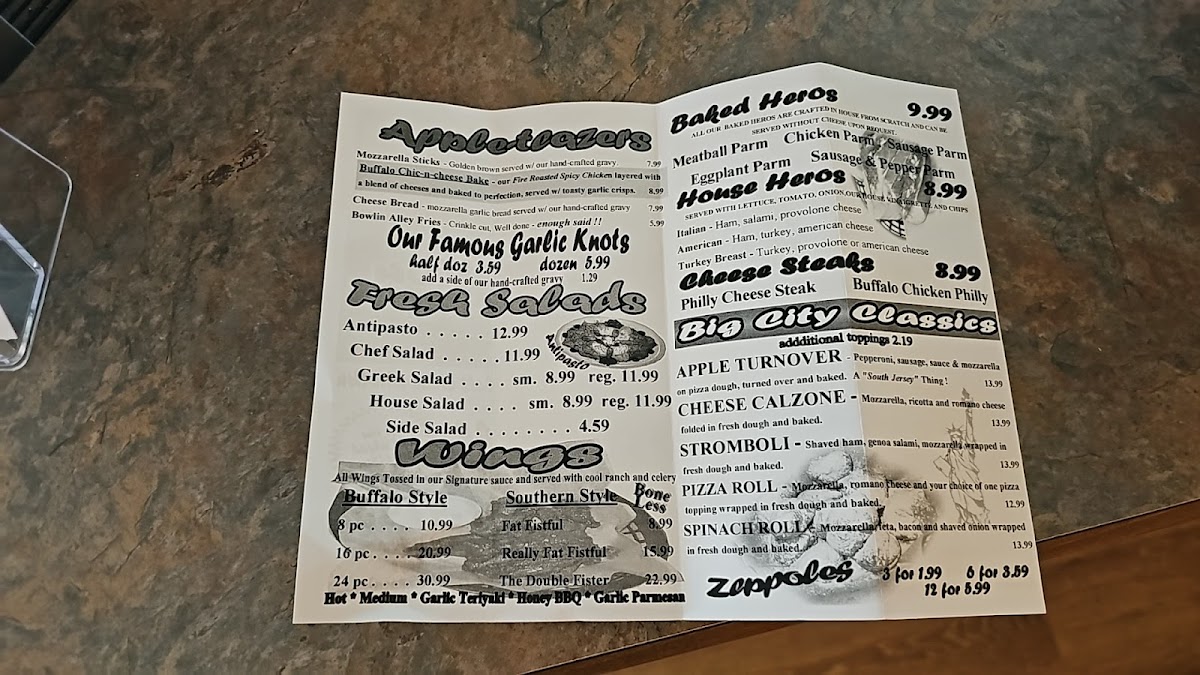 Apple-teazers
Mozzarella Sticks - Golden brown served w/ our hand-crafted gravy. 7.99
Buffalo Chic-n-cheese Bake - our Fire Roasted Spicy Chicken layered with
a blend of cheeses and baked to perfection, served w/ toasty garlic crisps. 8.99
Cheese Bread - mozzarella garlic bread served w/ our hand-crafted gravy 7.99
Bowlin Alley Fries - Crinkle cut, Well done - enough said !! 5.99
Our Famous Garlic Knots
half doz 3.59 dozen 5.99
add a side of our hand-crafted gravy 1.29
Fresh Salads
Antipasto . . . . . 12.99
Antipasto
Chef Salad . . . . . . 11.99
Greek Salad . . . . sm. 8.99 reg. 11.99
House Salad . . . . sm. 8.99 reg. 11.99
Side Salad . . . . . . . . 4.59
Wings
All Wings Tossed in our Signature sauce and served with cool ranch and celery
Buffalo Style Southern Style Bone Less
8 pc . . . . 10.99 Fat Fistful 8.99
16 pc . . . . 20.99 Really Fat Fistful 15.99
24 pc . . . . 30.99 The Double Fister 22.99
Hot * Medium * Garlic Teriyaki * Honey BBQ * Garlic Parmesan
Baked Heros 9.99
ALL OUR BAKED HEROS ARE CRAFTED IN HOUSE FROM SCRATCH AND CAN BE
SERVED WITHOUT CHEESE UPON REQUEST.
Meatball Parm Chicken Parm Sausage Parm
Eggplant Parm Sausage & Pepper Parm
House Heros 8.99
SERVED WITH LETTUCE, TOMATO, ONION, OUR HOUSE VINAIGRETTE AND CHIPS
Italian - Ham, salami, provolone cheese
American - Ham, turkey, american cheese
Turkey Breast - Turkey, provolone or american cheese
Cheese Steaks 8.99
Philly Cheese Steak Buffalo Chicken Philly
Big City Classics
addditional toppings 2.19
APPLE TURNOVER - Pepperoni, sausage, sauce & mozzarella
on pizza dough, turned over and baked. A "South Jersey" Thing ! 13.99
CHEESE CALZONE - Mozzarella, ricotta and romano cheese
folded in fresh dough and baked. 13.99
STROMBOLI - Shaved ham, genoa salami, mozzarella wrapped in
fresh dough and baked. 13.99
PIZZA ROLL - Mozzarella, romano cheese and your choice of one pizza
topping wrapped in fresh dough and baked. 12.99
SPINACH ROLL - Mozzarella, feta, bacon and shaved onion wrapped
in fresh dough and baked... 13.99
Zeppoles 3 for 1.99 6 for 3.59
12 for 5.99